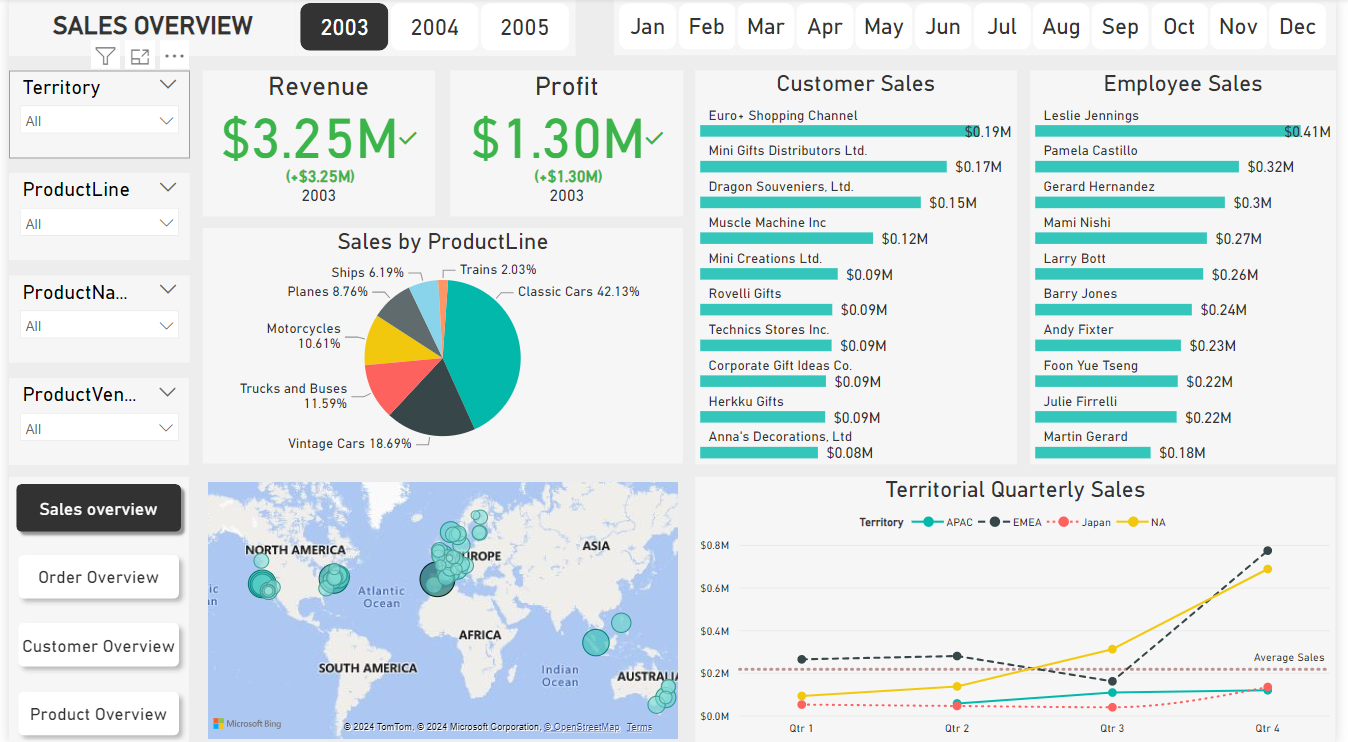 SALES OVERVIEW
2003
2004
2005
Jan
Feb
Mar
Apr
May
Jun
Jul
Aug
Sep
Oct
Nov
Dec
Territory
All
ProductLine
All
ProductNa...
All
ProductVen...
All
Sales overview
Order Overview
Customer Overview
Product Overview
Revenue
$3.25M
(+$3.25M)
2003
Profit
$1.30M
(+$1.30M)
2003
Sales by ProductLine
Ships 6.19%
Trains 2.03%
Planes 8.76%
Classic Cars 42.13%
Motorcycles
10.61%
Trucks and Buses
11.59%
Vintage Cars 18.69%
Customer Sales
Euro+ Shopping Channel
$0.19M
Mini Gifts Distributors Ltd.
$0.17M
Dragon Souveniers, Ltd.
$0.15M
Muscle Machine Inc
$0.12M
Mini Creations Ltd.
$0.09M
Rovelli Gifts
$0.09M
Technics Stores Inc.
$0.09M
Corporate Gift Ideas Co.
$0.09M
Herkku Gifts
$0.09M
Anna's Decorations, Ltd
$0.08M
Employee Sales
Leslie Jennings
$0.41M
Pamela Castillo
$0.32M
Gerard Hernandez
$0.3M
Mami Nishi
$0.27M
Larry Bott
$0.26M
Barry Jones
$0.24M
Andy Fixter
$0.23M
Foon Yue Tseng
$0.22M
Julie Firrelli
$0.22M
Martin Gerard
$0.18M
NORTH AMERICA
UROPE
ASIA
ic
an
Atlantic
Ocean
AFRICA
SOUTH AMERICA
Indian
Ocean
AUSTRALIA
Microsoft Bing
© 2024 TomTom, © 2024 Microsoft Corporation, © OpenStreetMap Terms
Territorial Quarterly Sales
Territory APAC EMEA Japan NA
$0.8M
$0.6M
$0.4M
Average Sales
$0.2M
$0.0M
Qtr 1
Qtr 2
Qtr 3
Qtr 4